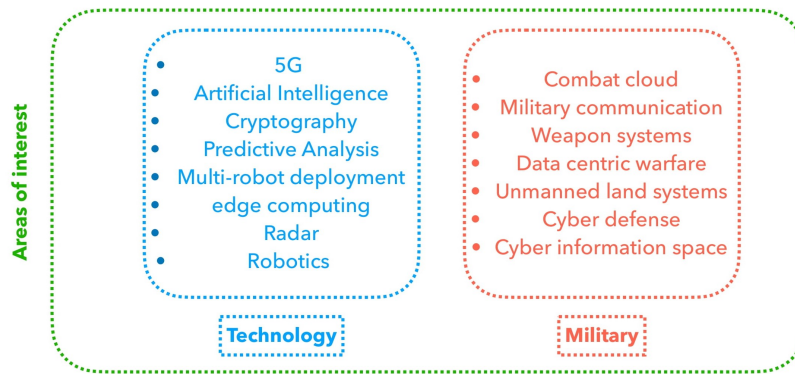 Areas of interest
• 5G
• Artificial Intelligence
• Cryptography
• Predictive Analysis
• Multi-robot deployment
• edge computing
• Radar
• Robotics
Technology
• Combat cloud
• Military communication
• Weapon systems
• Data centric warfare
• Unmanned land systems
• Cyber defense
• Cyber information space
Military